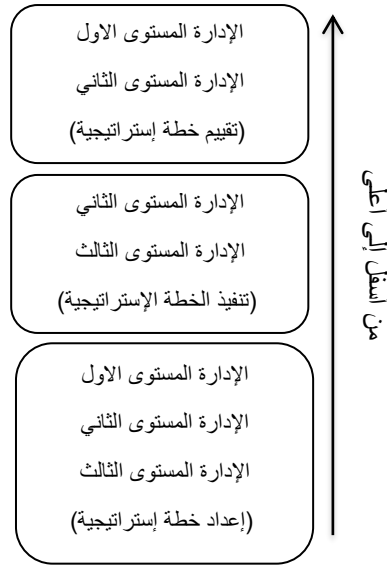 الإدارة المستوى الاول
الإدارة المستوى الثاني
(تقييم خطة إستراتيجية)
الإدارة المستوى الثاني
الإدارة المستوى الثالث
(تنفيذ الخطة الإستراتيجية)
الإدارة المستوى الاول
الإدارة المستوى الثاني
الإدارة المستوى الثالث
(إعداد خطة إستراتيجية)
من أسفل إلى أعلى